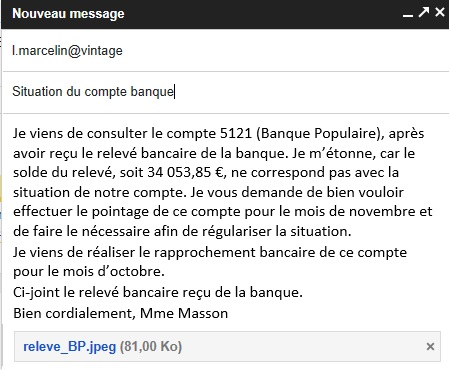 Nouveau message
l.marcelin@vintage
Situation du compte banque
Je viens de consulter le compte 5121 (Banque Populaire), après
avoir reçu le relevé bancaire de la banque. Je m’étonne, car le
solde du relevé, soit 34 053,85 €, ne correspond pas avec la
situation de notre compte. Je vous demande de bien vouloir
effectuer le pointage de ce compte pour le mois de novembre et
de faire le nécessaire afin de régulariser la situation.
Je viens de réaliser le rapprochement bancaire de ce compte
pour le mois d’octobre.
Ci-joint le relevé bancaire reçu de la banque.
Bien cordialement, Mme Masson
releve_BP.jpeg (81,00 Ko)